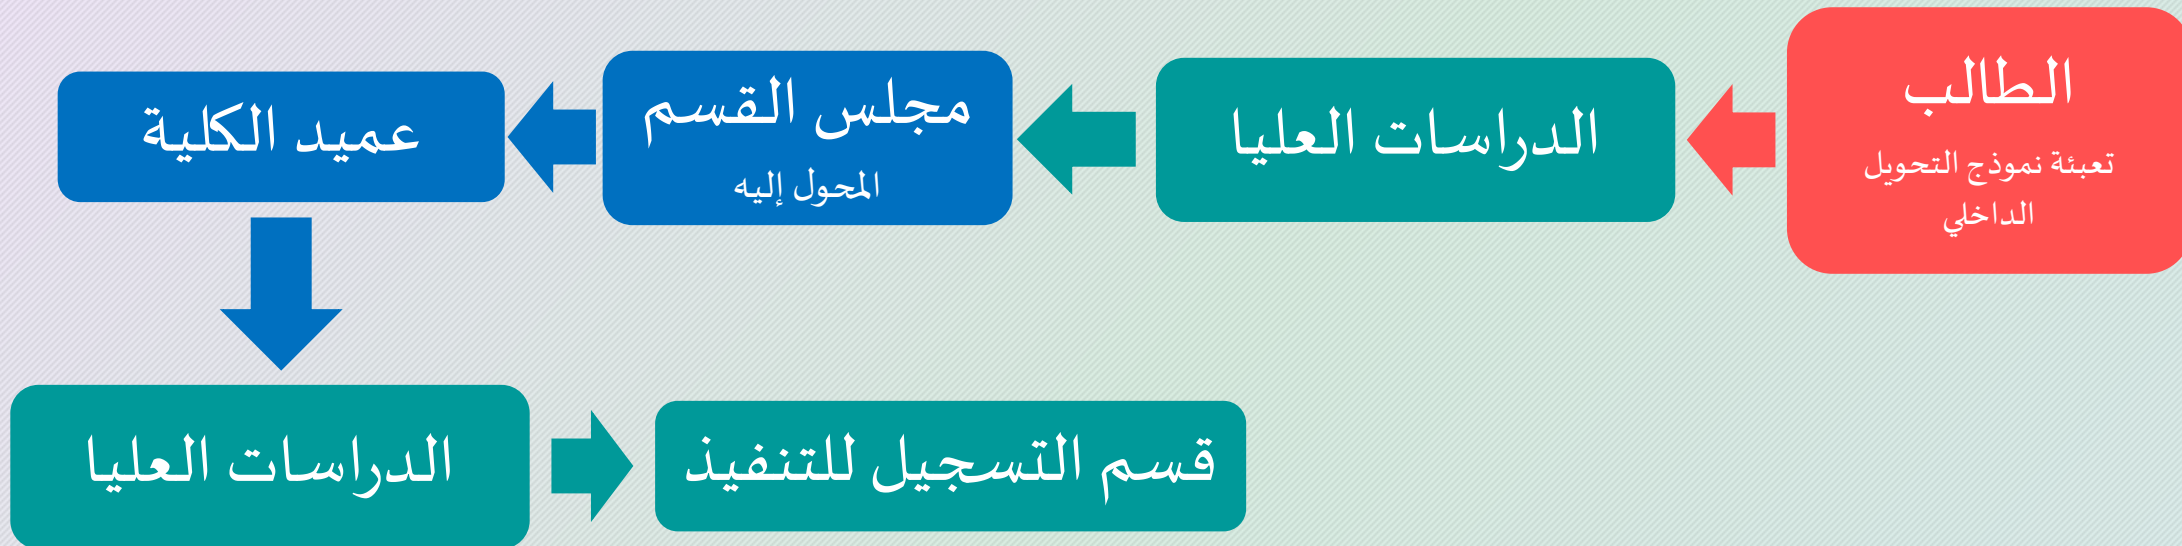 الطالب
تعبئة نموذج التحويل
الداخلي
الدراسات العليا
مجلس القسم
المحول إليه
عميد الكلية
الدراسات العليا
قسم التسجيل للتنفيذ